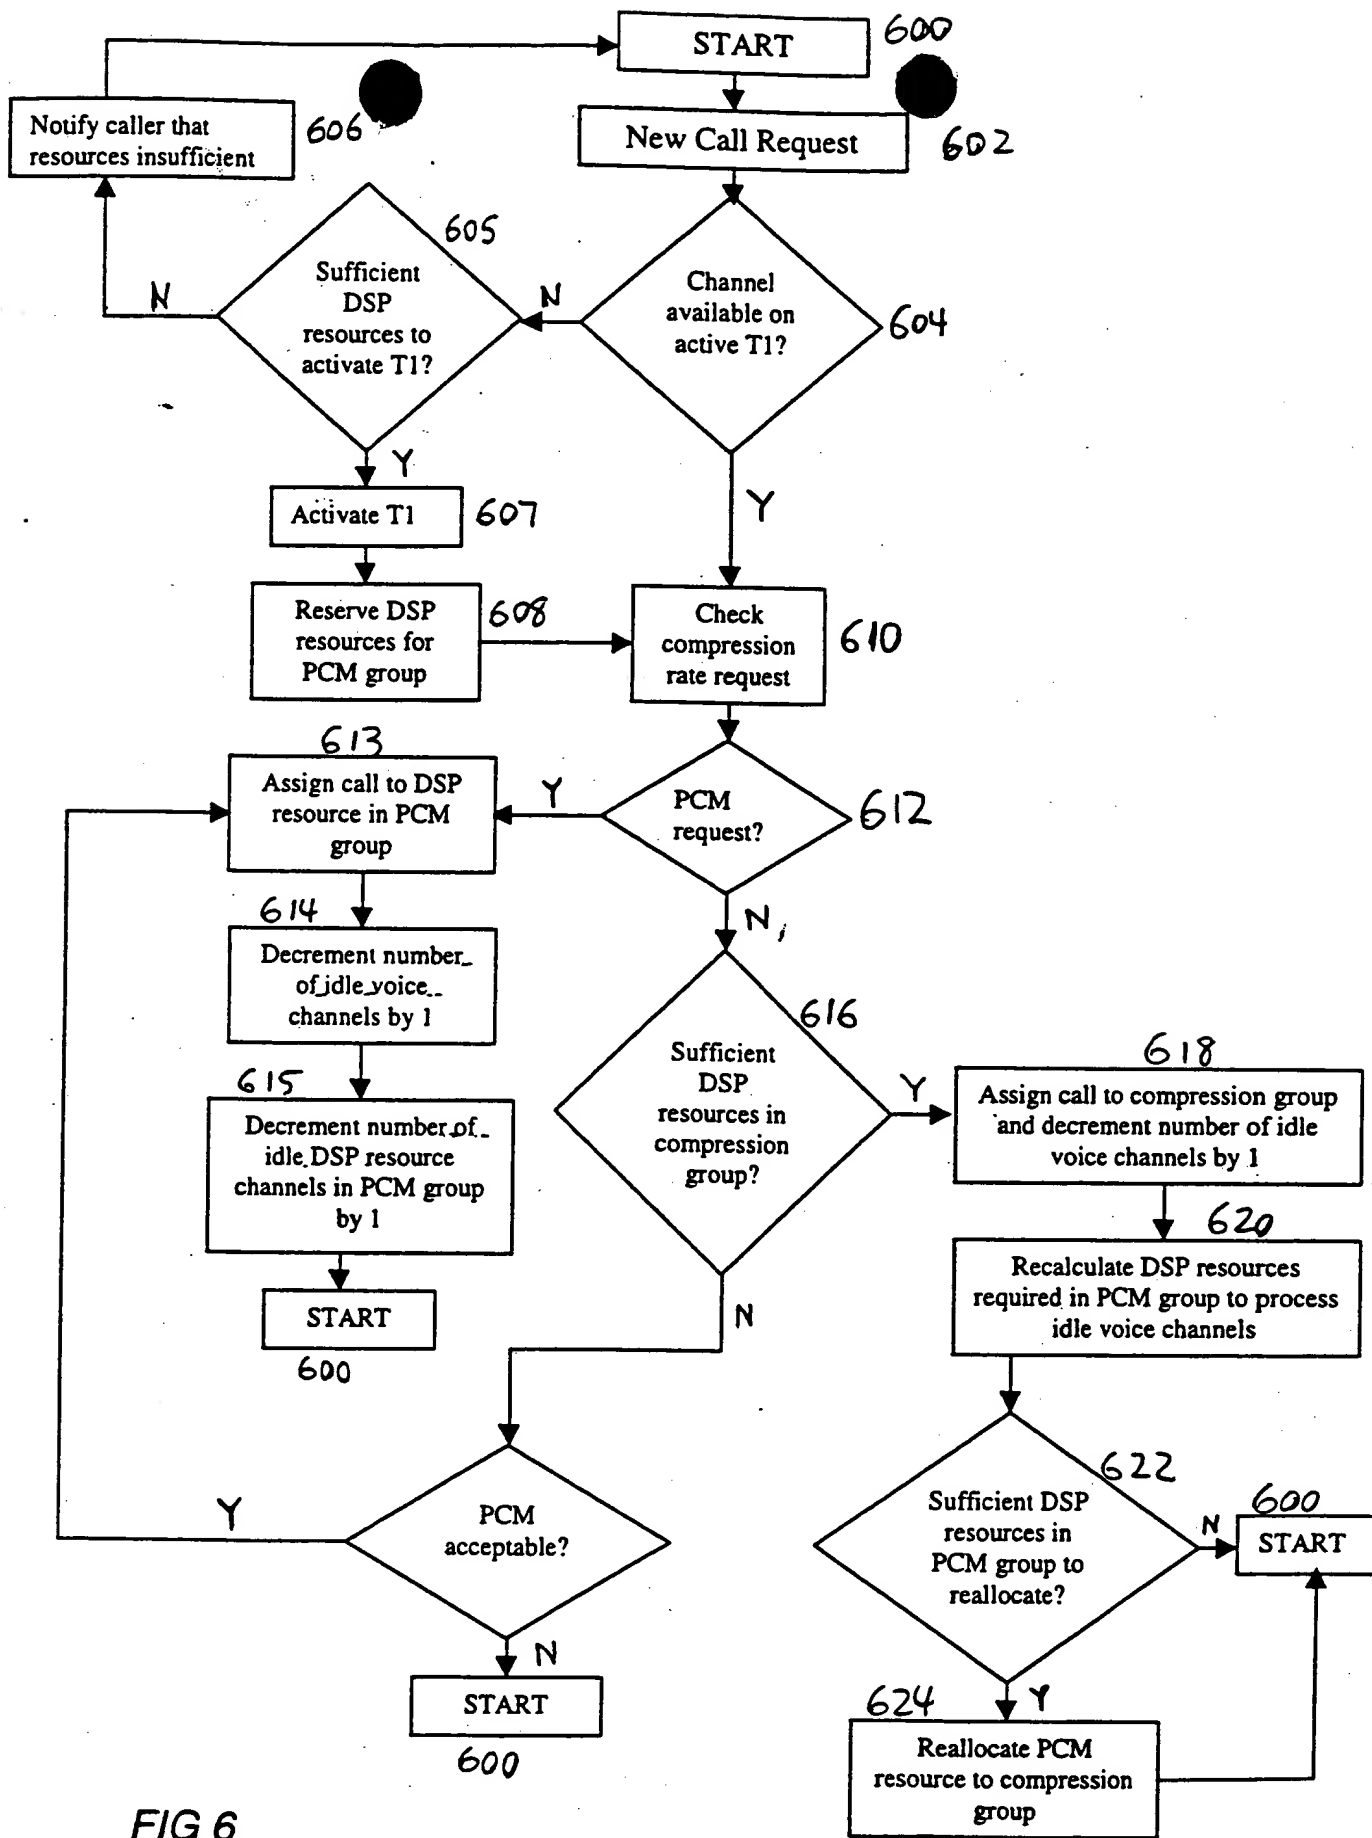 START
600
New Call Request
602
Notify caller that
resources insufficient
606
605
Sufficient
DSP
resources to
activate T1?
N
N
Channel
available on
active T1?
604
Y
Activate T1
607
Y
Reserve DSP
resources for
PCM group
608
Check
compression
rate request
610
613
Assign call to DSP
resource in PCM
group
Y
PCM
request?
612
614
Decrement number
of idle voice
channels by 1
N
615
Decrement number of
idle DSP resource
channels in PCM group
by 1
START
600
616
Sufficient
DSP
resources in
compression
group?
Y
618
Assign call to compression group
and decrement number of idle
voice channels by 1
620
Recalculate DSP resources
required in PCM group to process
idle voice channels
N
Y
PCM
acceptable?
N
START
600
622
Sufficient DSP
resources in
PCM group to
reallocate?
N
600
START
Y
624
Reallocate PCM
resource to compression
group
FIG 6